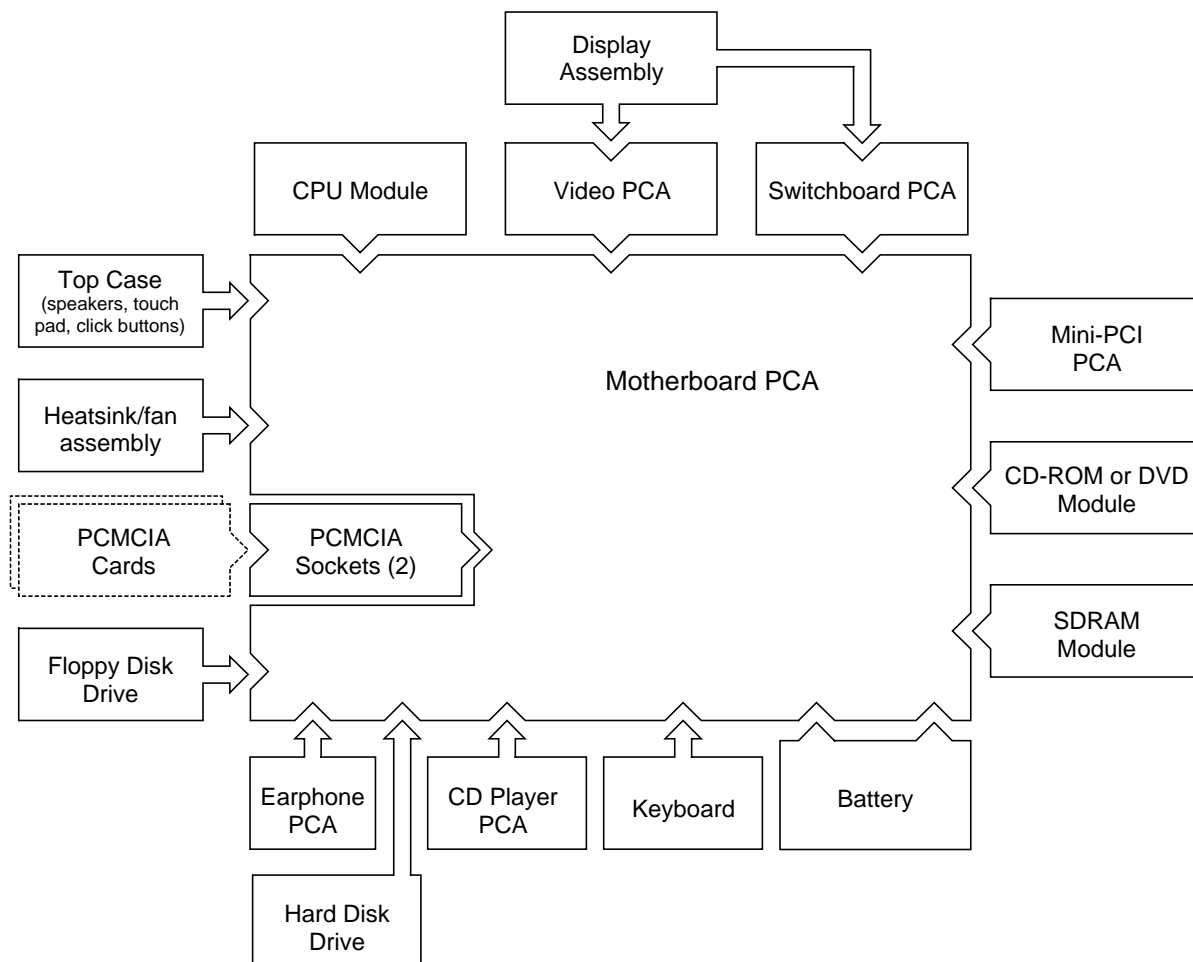 Display
Assembly
CPU Module
Video PCA
Switchboard PCA
Top Case
(speakers, touch
pad, click buttons)
Mini-PCI
PCA
Motherboard PCA
Heatsink/fan
assembly
CD-ROM or DVD
Module
PCMCIA
Cards
PCMCIA
Sockets (2)
SDRAM
Module
Floppy Disk
Drive
Earphone
PCA
CD Player
PCA
Keyboard
Battery
Hard Disk
Drive